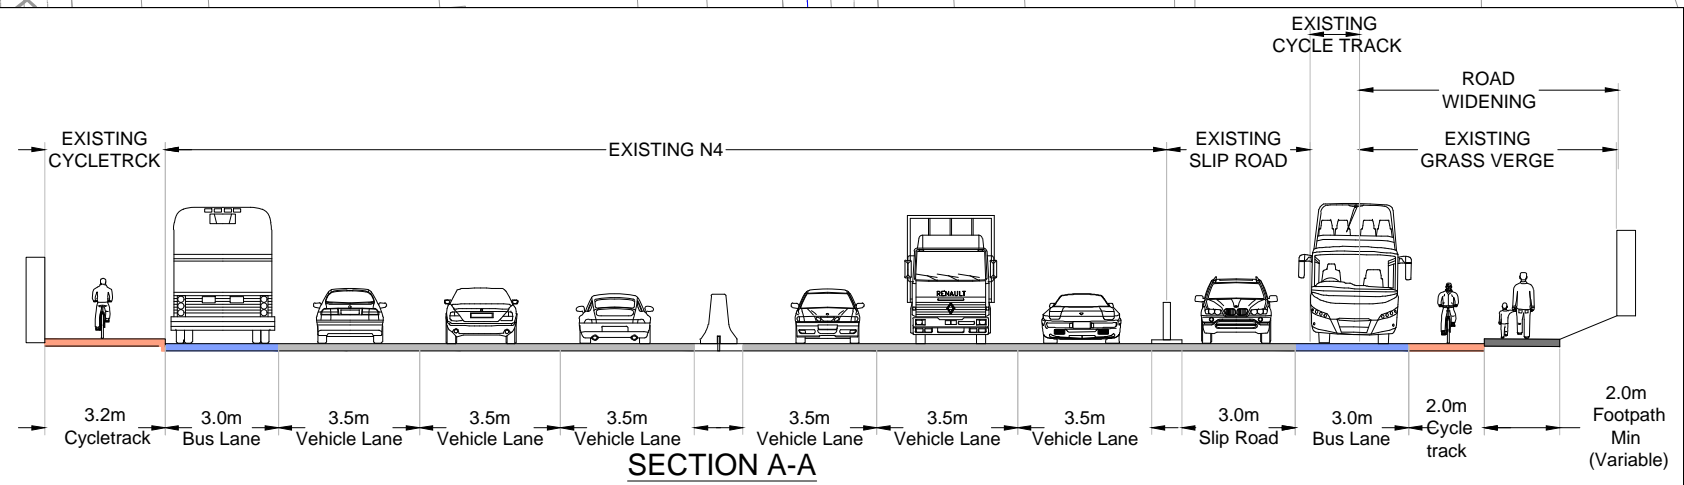 EXISTING
CYCLE TRACK
ROAD
WIDENING
EXISTING
CYCLETRCK
EXISTING N4
EXISTING
SLIP ROAD
EXISTING
GRASS VERGE
RENAULT
3.2m
Cycletrack
3.0m
Bus Lane
3.5m
Vehicle Lane
3.5m
Vehicle Lane
3.5m
Vehicle Lane
3.5m
Vehicle Lane
3.5m
Vehicle Lane
3.5m
Vehicle Lane
3.0m
Slip Road
3.0m
Bus Lane
2.0m
Cycle
track
2.0m
Footpath
Min
(Variable)
SECTION A-A